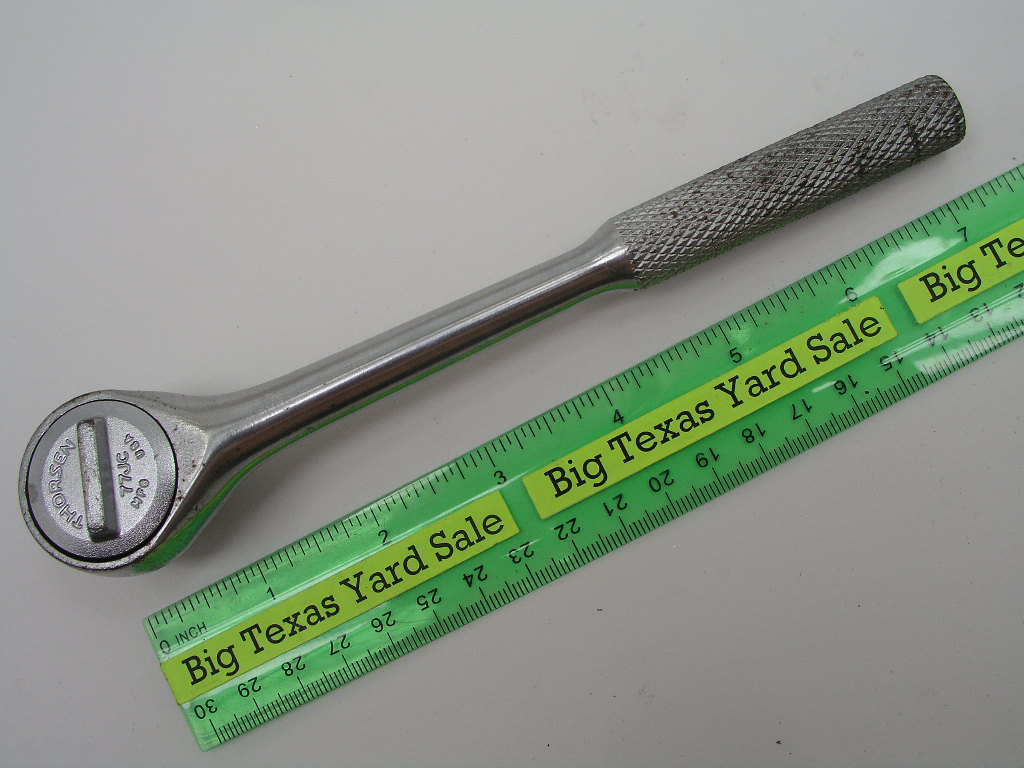 THORSEN
77JC
USA
MPO
0 INCH 1 2 3 4 5 6 7
Big Texas Yard Sale
Big Texas Yard Sale
Big Te
30 29 28 27 26 25 24 23 22 21 20 19 18 17 16 15 14 13